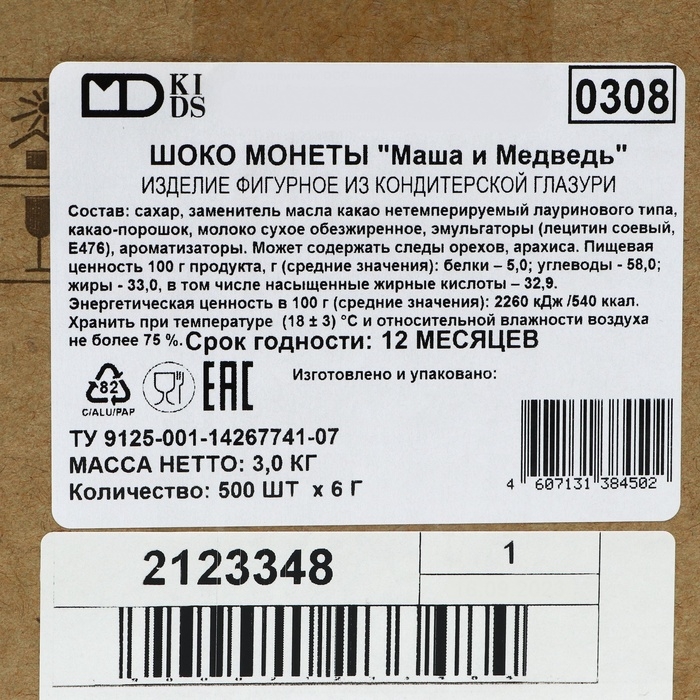 MD KIDS
0308
ШОКО МОНЕТЫ "Маша и Медведь"
ИЗДЕЛИЕ ФИГУРНОЕ ИЗ КОНДИТЕРСКОЙ ГЛАЗУРИ
Состав: сахар, заменитель масла какао нетемперируемый лауринового типа,
какао-порошок, молоко сухое обезжиренное, эмульгаторы (лецитин соевый,
Е476), ароматизаторы. Может содержать следы орехов, арахиса. Пищевая
ценность 100 г продукта, г (средние значения): белки – 5,0; углеводы - 58,0;
жиры - 33,0, в том числе насыщенные жирные кислоты – 32,9.
Энергетическая ценность в 100 г (средние значения): 2260 кДж /540 ккал.
Хранить при температуре (18 ± 3) °С и относительной влажности воздуха
не более 75 %. Срок годности: 12 МЕСЯЦЕВ
82
C/ALU/PAP
EAC
Изготовлено и упаковано:
ТУ 9125-001-14267741-07
МАССА НЕТТО: 3,0 КГ
Количество: 500 ШТ х 6 Г
4 607131 384502
2123348
1